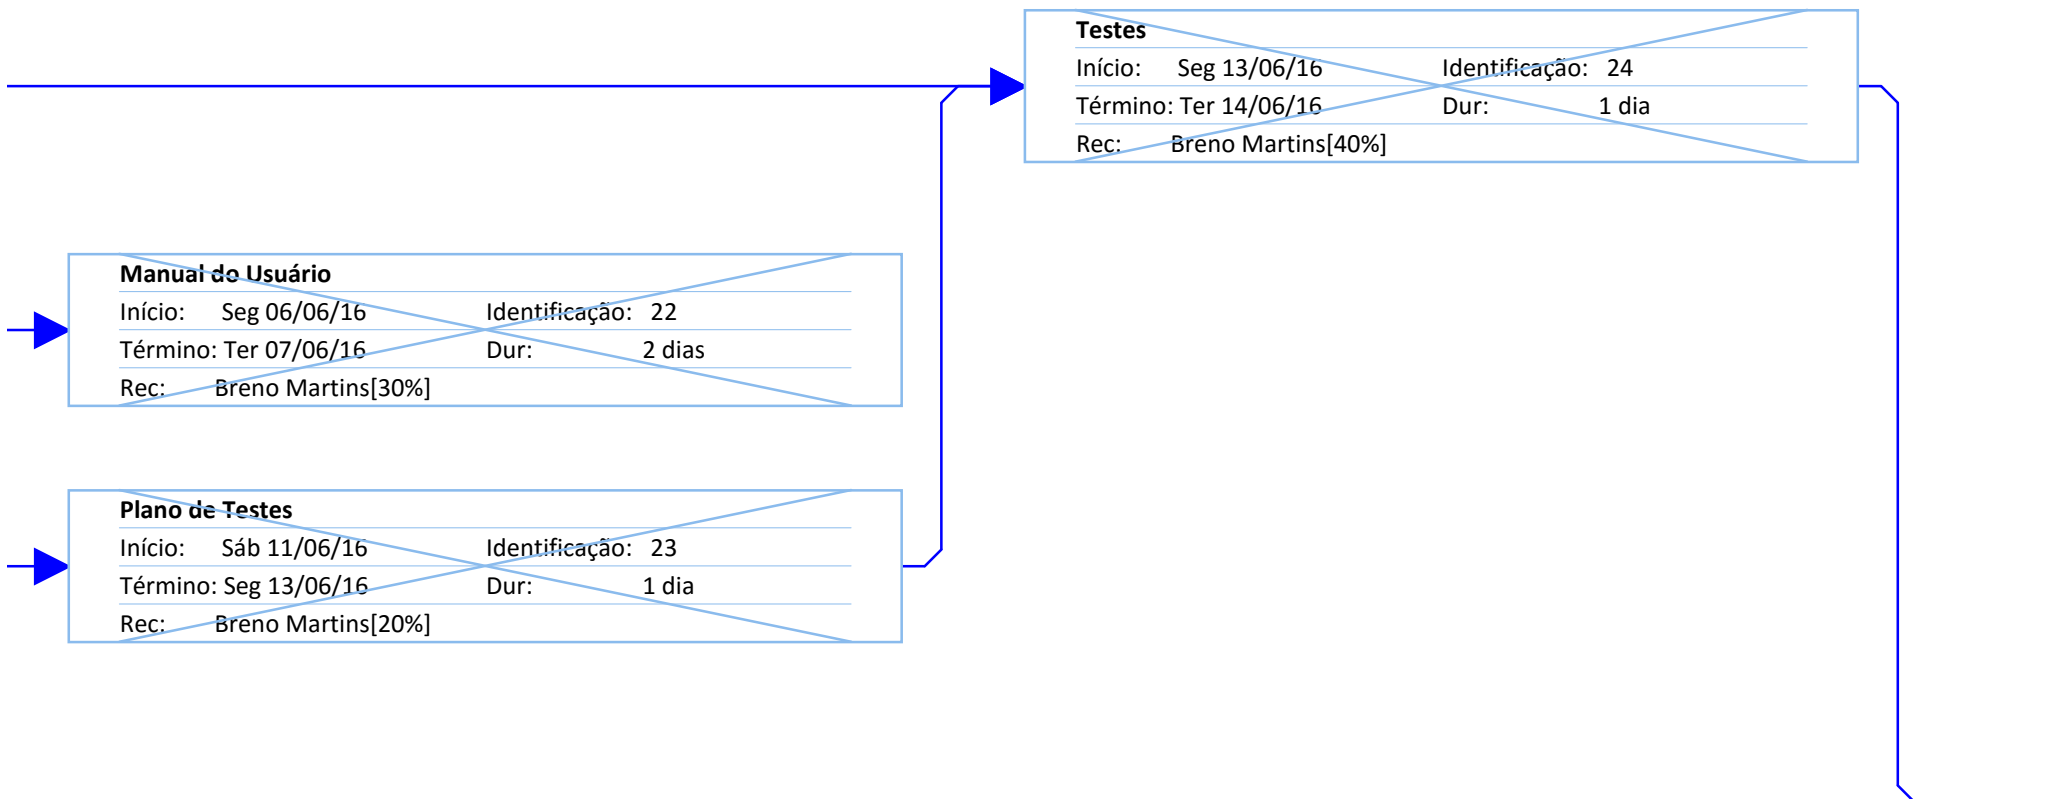 Testes
Início: Seg 13/06/16 Identificação: 24
Término: Ter 14/06/16 Dur: 1 dia
Rec: Breno Martins[40%]
Manual do Usuário
Início: Seg 06/06/16 Identificação: 22
Término: Ter 07/06/16 Dur: 2 dias
Rec: Breno Martins[30%]
Plano de Testes
Início: Sáb 11/06/16 Identificação: 23
Término: Seg 13/06/16 Dur: 1 dia
Rec: Breno Martins[20%]